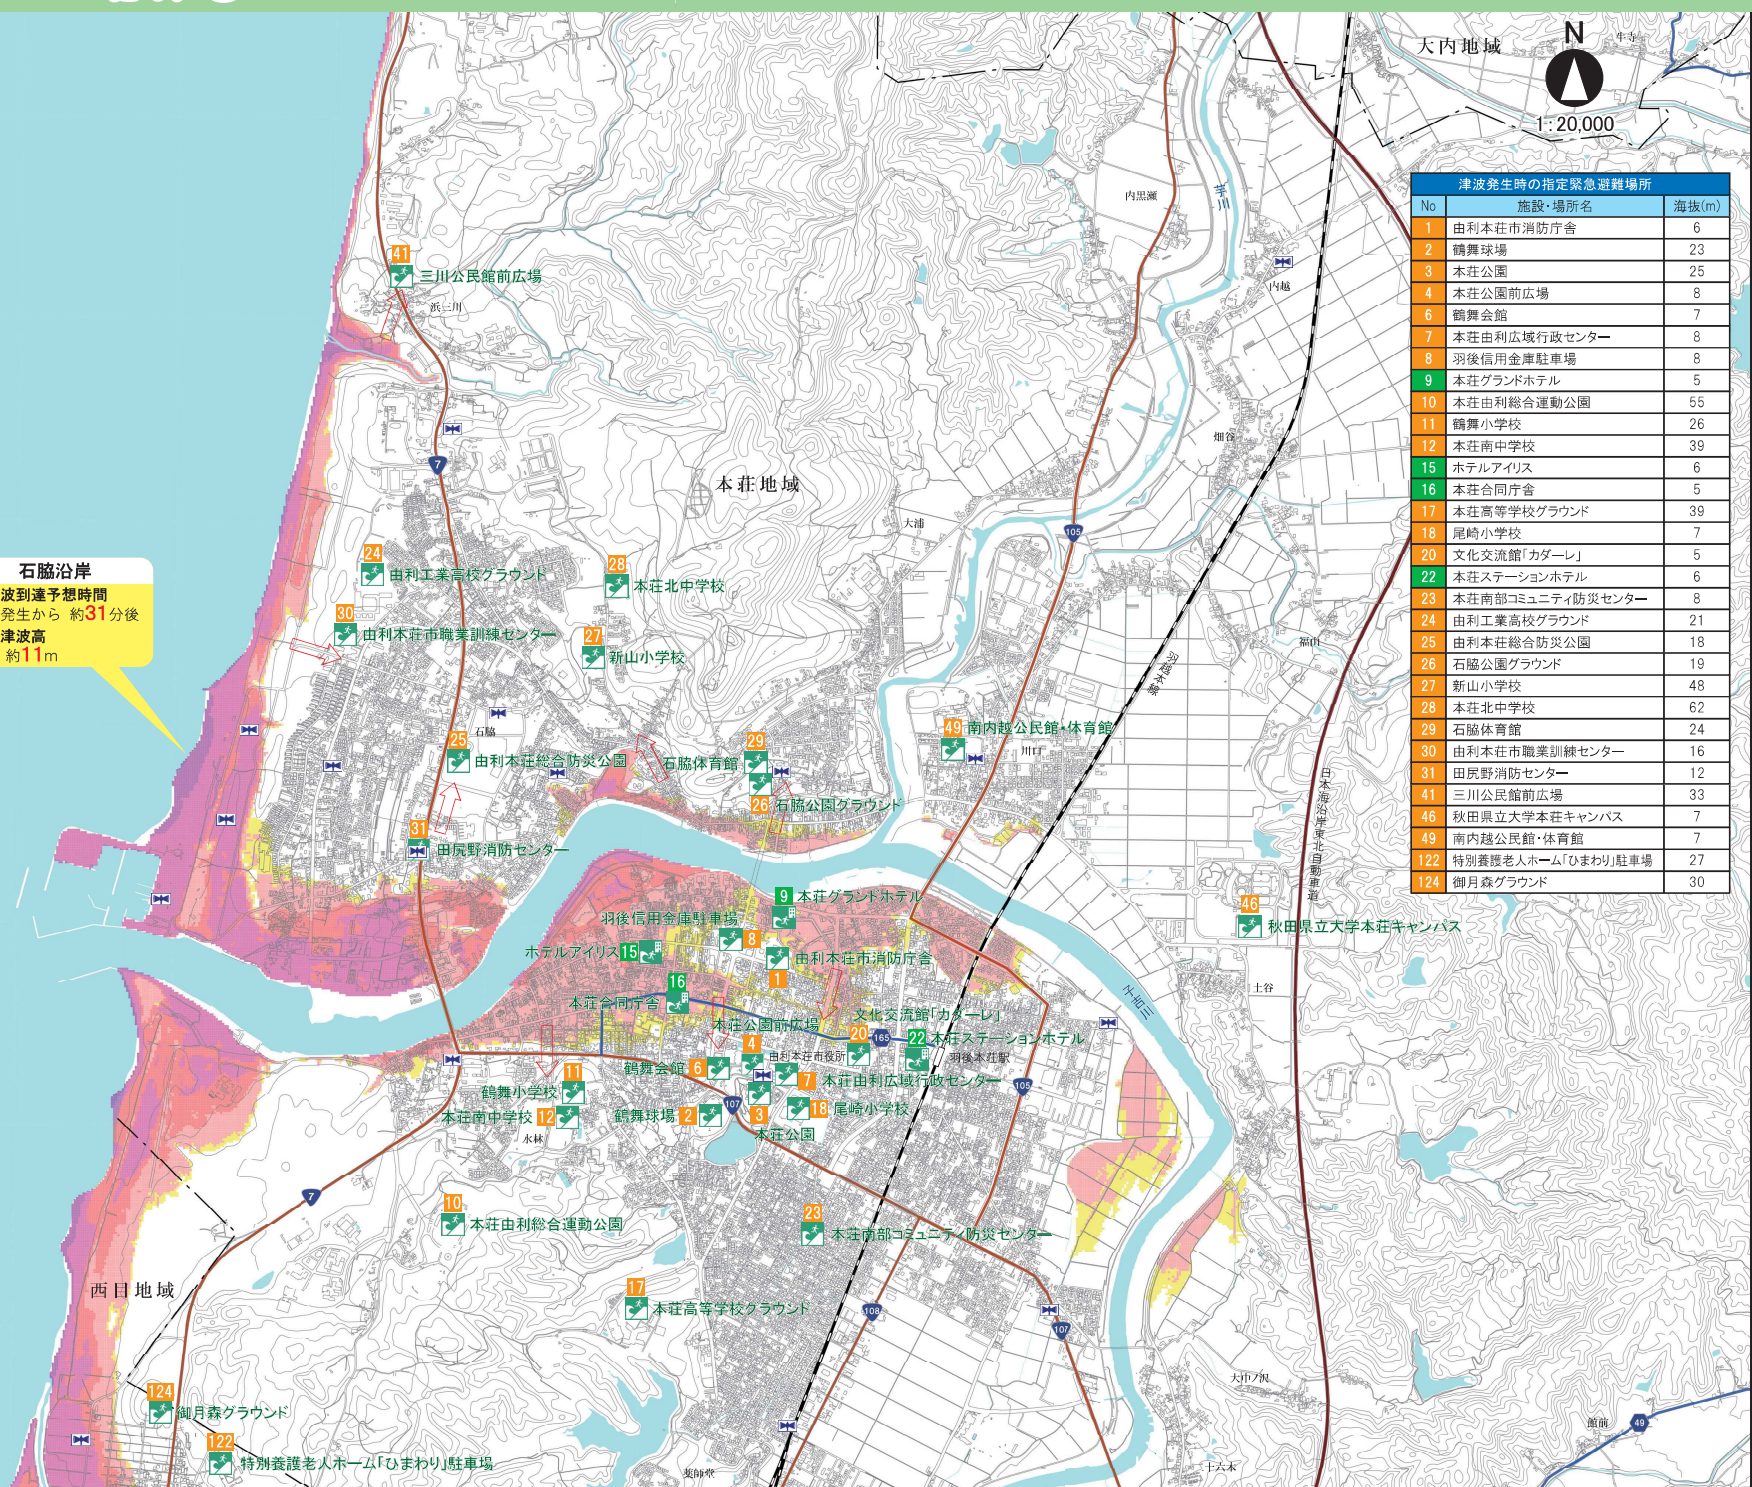 大内地域
牛寺
N
1:20,000
津波発生時の指定緊急避難場所
No 施設・場所名 海抜(m)
1 由利本荘市消防庁舎 6
2 鶴舞球場 23
3 本荘公園 25
4 本荘公園前広場 8
6 鶴舞会館 7
7 本荘由利広域行政センター 8
8 羽後信用金庫駐車場 8
9 本荘グランドホテル 5
10 本荘由利総合運動公園 55
11 鶴舞小学校 26
12 本荘南中学校 39
15 ホテルアイリス 6
16 本荘合同庁舎 5
17 本荘高等学校グラウンド 39
18 尾崎小学校 7
20 文化交流館「カダーレ」 5
22 本荘ステーションホテル 6
23 本荘南部コミュニティ防災センター 8
24 由利工業高校グラウンド 21
25 由利本荘総合防災公園 18
26 石脇公園グラウンド 19
27 新山小学校 48
28 本荘北中学校 62
29 石脇体育館 24
30 由利本荘市職業訓練センター 16
31 田尻野消防センター 12
41 三川公民館前広場 33
46 秋田県立大学本荘キャンパス 7
49 南内越公民館・体育館 7
122 特別養護老人ホーム「ひまわり」駐車場 27
124 御月森グラウンド 30
内黒瀬
芋川
内越
41
三川公民館前広場
浜三川
畑谷
7
本荘地域
大浦
105
石脇沿岸
波到達予想時間
発生から 約31分後
津波高
約11m
24
由利工業高校グラウンド
28
本荘北中学校
30
由利本荘市職業訓練センター
27
新山小学校
福山
羽越本線
49 南内越公民館・体育館
川口
石脇
25
由利本荘総合防災公園
29
石脇体育館
26 石脇公園グラウンド
日本海沿岸東北自動車道
31
田尻野消防センター
9 本荘グランドホテル
羽後信用金庫駐車場
8
46
秋田県立大学本荘キャンパス
ホテルアイリス 15
由利本荘市消防庁舎
1
16
本荘合同庁舎
土谷
子吉川
本荘公園前広場
文化交流館「カダーレ」
4
20
165
22 本荘ステーションホテル
由利本荘市役所
羽後本荘駅
鶴舞会館 6
7 本荘由利広域行政センター
105
11
鶴舞小学校
本荘南中学校 12
水林
鶴舞球場 2
107
3
本荘公園
18 尾崎小学校
7
10
本荘由利総合運動公園
23
本荘南部コミュニティ防災センター
西目地域
17
本荘高等学校グラウンド
108
107
大中ノ沢
124
御月森グラウンド
館前
49
122
特別養護老人ホーム「ひまわり」駐車場
薬師堂
十六木